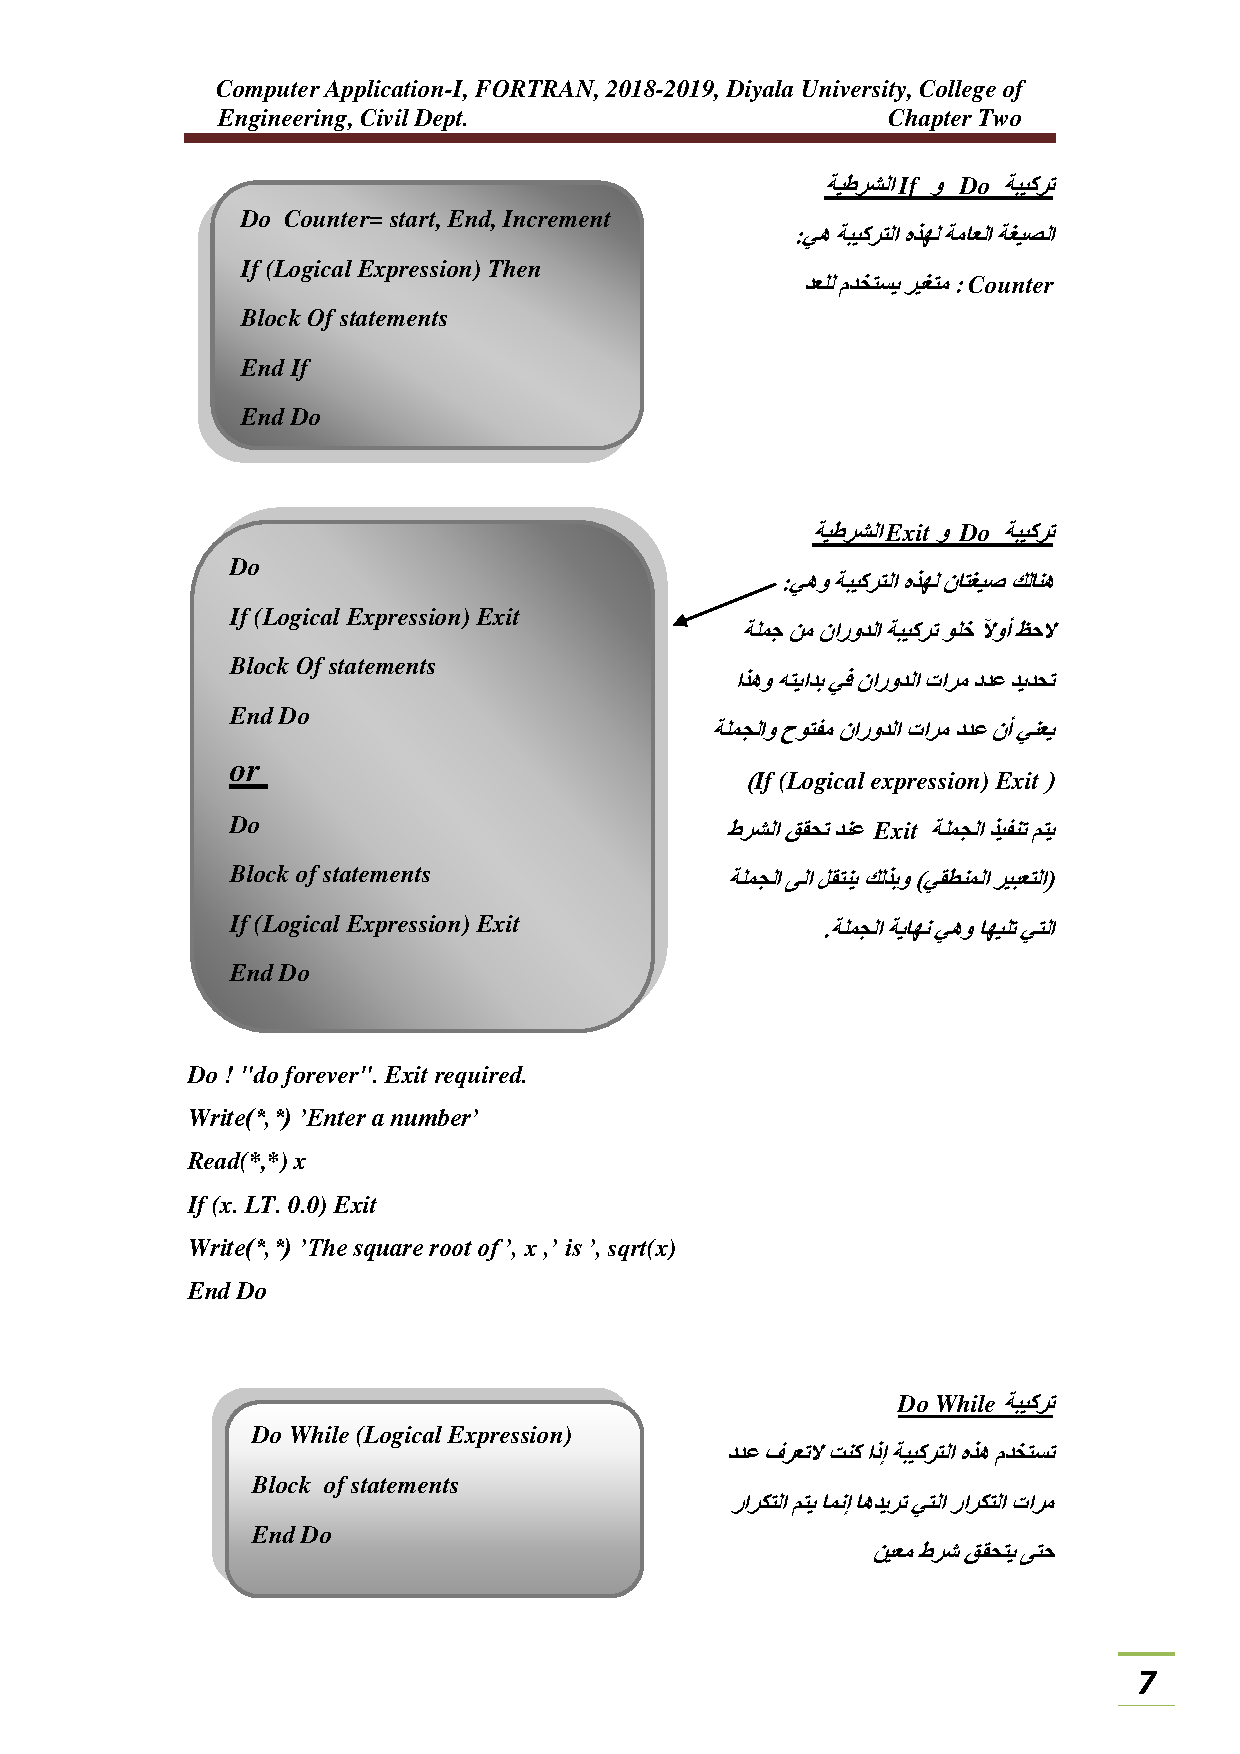 Computer Application-I, FORTRAN, 2018-2019, Diyala University, College of
Engineering, Civil Dept. Chapter Two
تركيبة Do و If الشرطية
الصيغة العامة لهذه التركيبة هي:
Counter : متغير يستخدم للعد
Do Counter= start, End, Increment
If (Logical Expression) Then
Block Of statements
End If
End Do
تركيبة Do و Exit الشرطية
هنالك صيغتان لهذه التركيبة وهي:
لاحظ أولاً خلو تركيبة الدوران من جملة
تحديد عدد مرات الدوران في بدايته وهذا
يعني أن عدد مرات الدوران مفتوح والجملة
(If (Logical expression) Exit )
يتم تنفيذ الجملة Exit عند تحقق الشرط
(التعبير المنطقي) وبذلك ينتقل الى الجملة
التي تليها وهي نهاية الجملة.
Do
If (Logical Expression) Exit
Block Of statements
End Do
or
Do
Block of statements
If (Logical Expression) Exit
End Do
Do ! "do forever". Exit required.
Write(*,*) ’Enter a number’
Read(*,*) x
If (x. LT. 0.0) Exit
Write(*,*) ’The square root of ’, x ,’ is ’, sqrt(x)
End Do
تركيبة Do While
تستخدم هذه التركيبة إذا كنت لاتعرف عدد
مرات التكرار التي تريدها إنما يتم التكرار
حتى يتحقق شرط معين
Do While (Logical Expression)
Block of statements
End Do
7